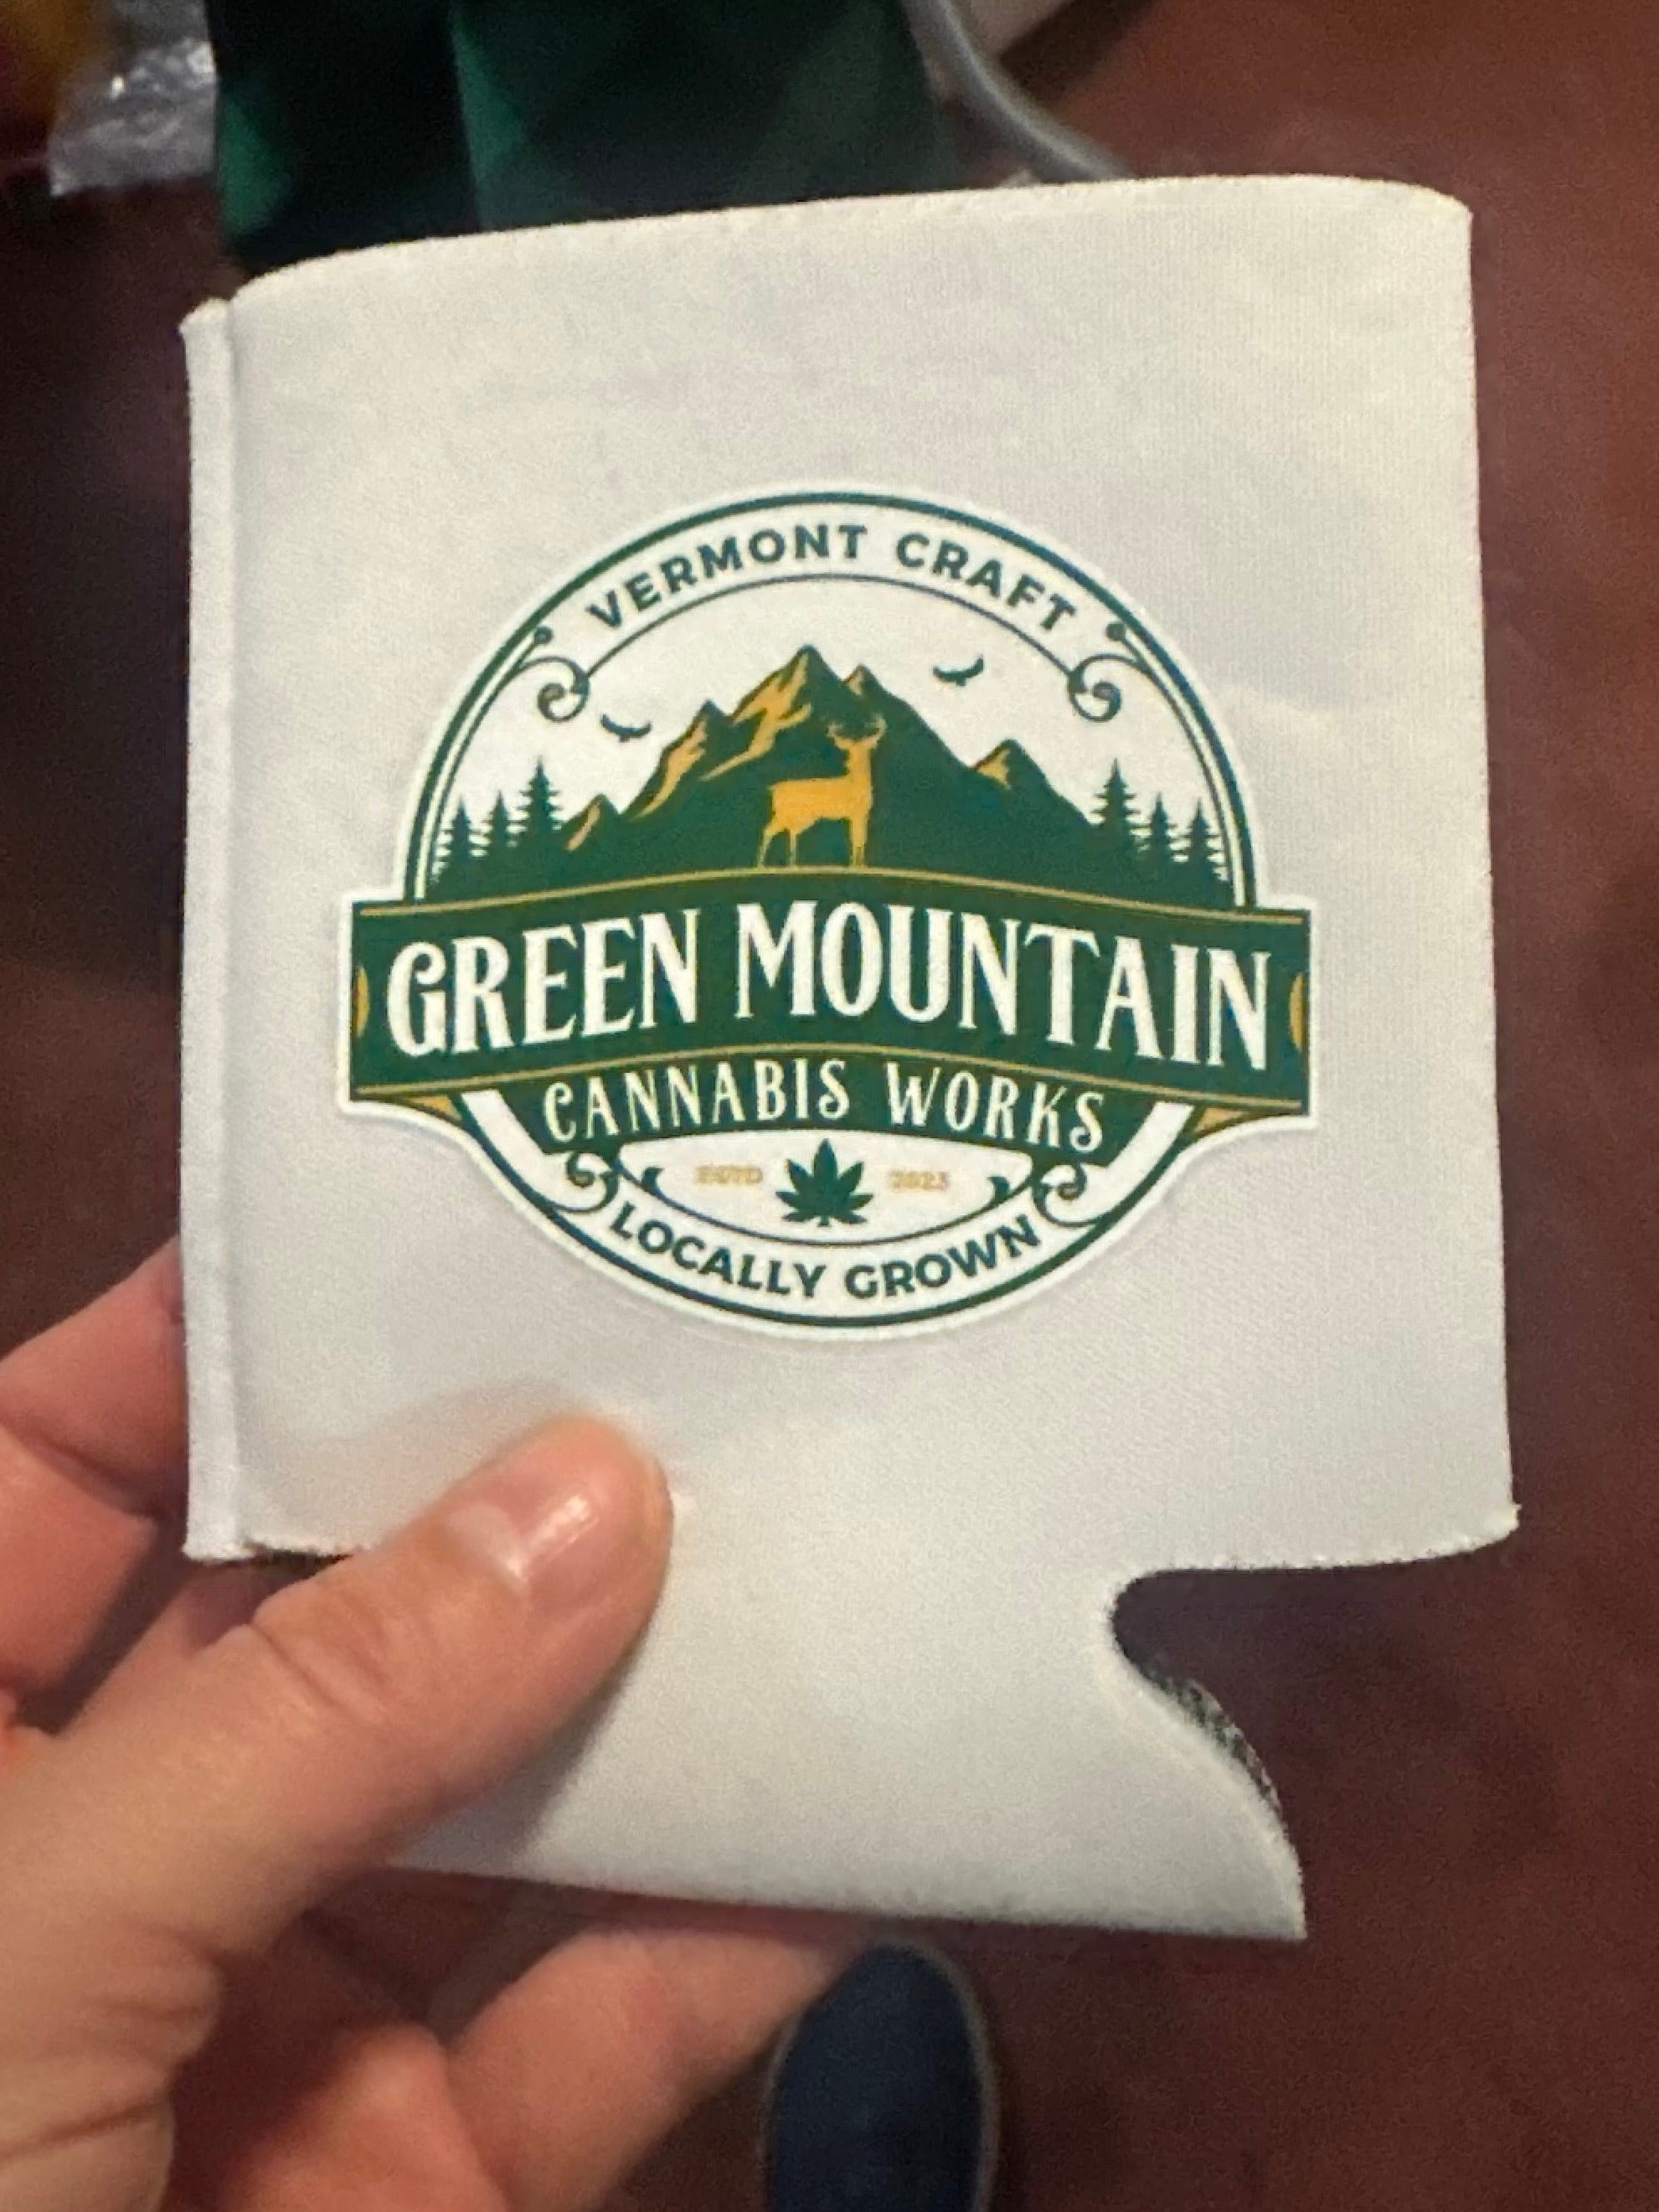 VERMONT CRAFT
GREEN MOUNTAIN
CANNABIS WORKS
ESTD 2023
LOCALLY GROWN